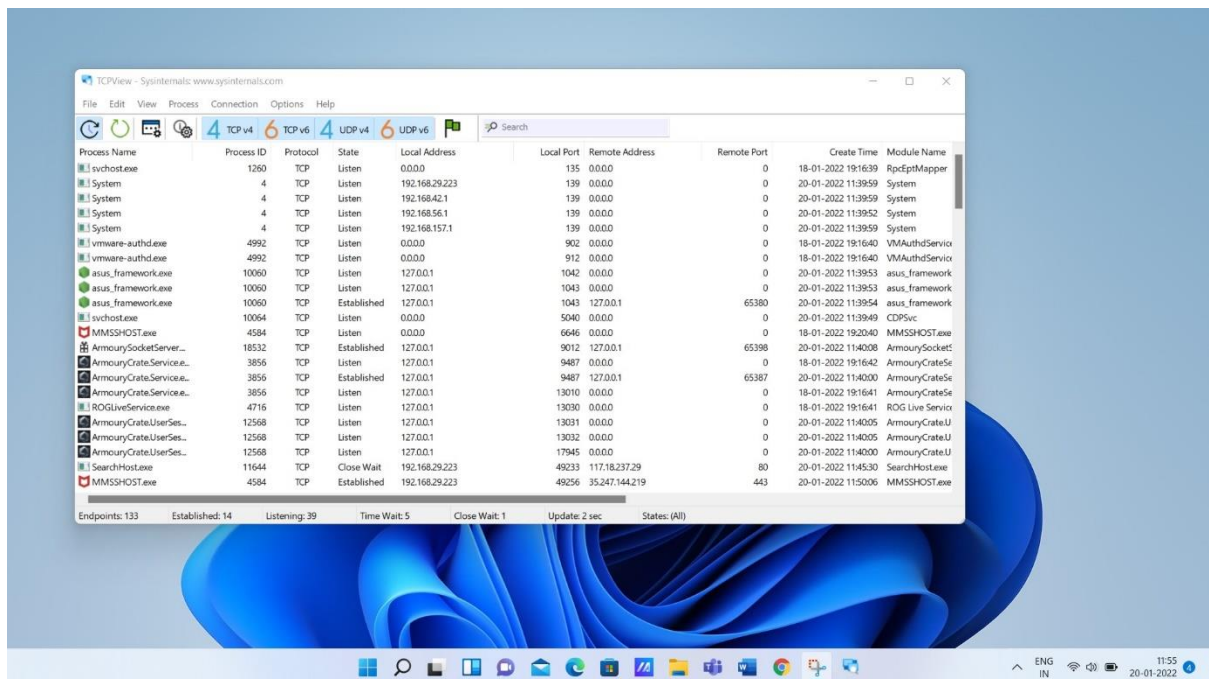 TCPView - Sysinternals: www.sysinternals.com
File Edit View Process Connection Options Help
4 TCP v4 6 TCP v6 4 UDP v4 6 UDP v6 Search
Process Name Process ID Protocol State Local Address Local Port Remote Address Remote Port Create Time Module Name
svchost.exe 1260 TCP Listen 0.0.0.0 135 0.0.0.0 0 18-01-2022 19:16:39 RpcEptMapper
System 4 TCP Listen 192.168.29.223 139 0.0.0.0 0 20-01-2022 11:39:59 System
System 4 TCP Listen 192.168.42.1 139 0.0.0.0 0 20-01-2022 11:39:59 System
System 4 TCP Listen 192.168.56.1 139 0.0.0.0 0 20-01-2022 11:39:52 System
System 4 TCP Listen 192.168.157.1 139 0.0.0.0 0 20-01-2022 11:39:59 System
vmware-authd.exe 4992 TCP Listen 0.0.0.0 902 0.0.0.0 0 18-01-2022 19:16:40 VMAuthdService
vmware-authd.exe 4992 TCP Listen 0.0.0.0 912 0.0.0.0 0 18-01-2022 19:16:40 VMAuthdService
asus_framework.exe 10060 TCP Listen 127.0.0.1 1042 0.0.0.0 0 20-01-2022 11:39:53 asus_framework
asus_framework.exe 10060 TCP Listen 127.0.0.1 1043 0.0.0.0 0 20-01-2022 11:39:53 asus_framework
asus_framework.exe 10060 TCP Established 127.0.0.1 1043 127.0.0.1 65380 20-01-2022 11:39:54 asus_framework
svchost.exe 10064 TCP Listen 0.0.0.0 5040 0.0.0.0 0 20-01-2022 11:39:49 CDPSvc
MMSSHOST.exe 4584 TCP Listen 0.0.0.0 6646 0.0.0.0 0 18-01-2022 19:20:40 MMSSHOST.exe
ArmourySocketServer... 18532 TCP Established 127.0.0.1 9012 127.0.0.1 65398 20-01-2022 11:40:08 ArmourySocketS
ArmouryCrate.Service.e... 3856 TCP Listen 127.0.0.1 9487 0.0.0.0 0 18-01-2022 19:16:42 ArmouryCrateSe
ArmouryCrate.Service.e... 3856 TCP Established 127.0.0.1 9487 127.0.0.1 65387 20-01-2022 11:40:00 ArmouryCrateSe
ArmouryCrate.Service.e... 3856 TCP Listen 127.0.0.1 13010 0.0.0.0 0 18-01-2022 19:16:41 ArmouryCrateSe
ROGLiveService.exe 4716 TCP Listen 127.0.0.1 13030 0.0.0.0 0 18-01-2022 19:16:41 ROG Live Service
ArmouryCrate.UserSes... 12568 TCP Listen 127.0.0.1 13031 0.0.0.0 0 20-01-2022 11:40:05 ArmouryCrate.U
ArmouryCrate.UserSes... 12568 TCP Listen 127.0.0.1 13032 0.0.0.0 0 20-01-2022 11:40:05 ArmouryCrate.U
ArmouryCrate.UserSes... 12568 TCP Listen 127.0.0.1 17945 0.0.0.0 0 20-01-2022 11:40:00 ArmouryCrate.U
SearchHost.exe 11644 TCP Close Wait 192.168.29.223 49233 117.18.237.29 80 20-01-2022 11:45:30 SearchHost.exe
MMSSHOST.exe 4584 TCP Established 192.168.29.223 49256 35.247.144.219 443 20-01-2022 11:50:06 MMSSHOST.exe
Endpoints: 133 Established: 14 Listening: 39 Time Wait: 5 Close Wait: 1 Update: 2 sec States: (All)
ENG 11:55
IN 20-01-2022 4